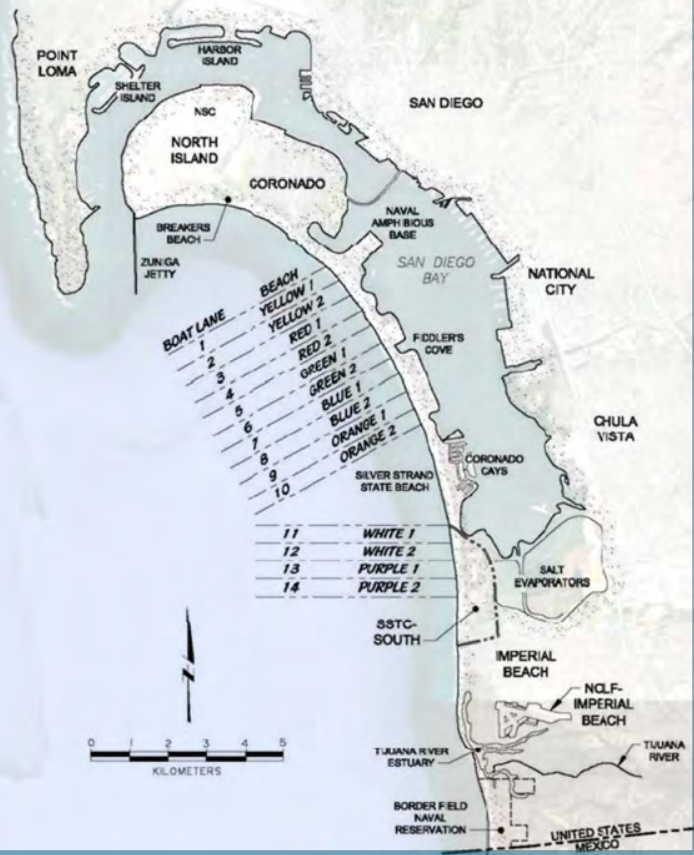 POINT
LOMA
HARBOR
ISLAND
SHELTER
ISLAND
SAN DIEGO
NSC
NORTH
ISLAND
CORONADO
BREAKERS
BEACH
ZUNIGA
JETTY
NAVAL
AMPHIBIOUS
BASE
SAN DIEGO
BAY
NATIONAL
CITY
BOAT LANE BEACH
1 YELLOW 1
2 YELLOW 2
3 RED 1
4 RED 2
5 GREEN 1
6 GREEN 2
7 BLUE 1
8 BLUE 2
9 ORANGE 1
10 ORANGE 2
FIDDLER'S
COVE
CHULA
VISTA
CORONADO
CAYS
SILVER STRAND
STATE BEACH
11 WHITE 1
12 WHITE 2
13 PURPLE 1
14 PURPLE 2
SALT
EVAPORATORS
SSTC-
SOUTH
IMPERIAL
BEACH
NOLF-
IMPERIAL
BEACH
N
0 1 2 3 4 5
KILOMETERS
TIJUANA RIVER
ESTUARY
TIJUANA
RIVER
BORDER FIELD
NAVAL
RESERVATION
UNITED STATES
MEXICO